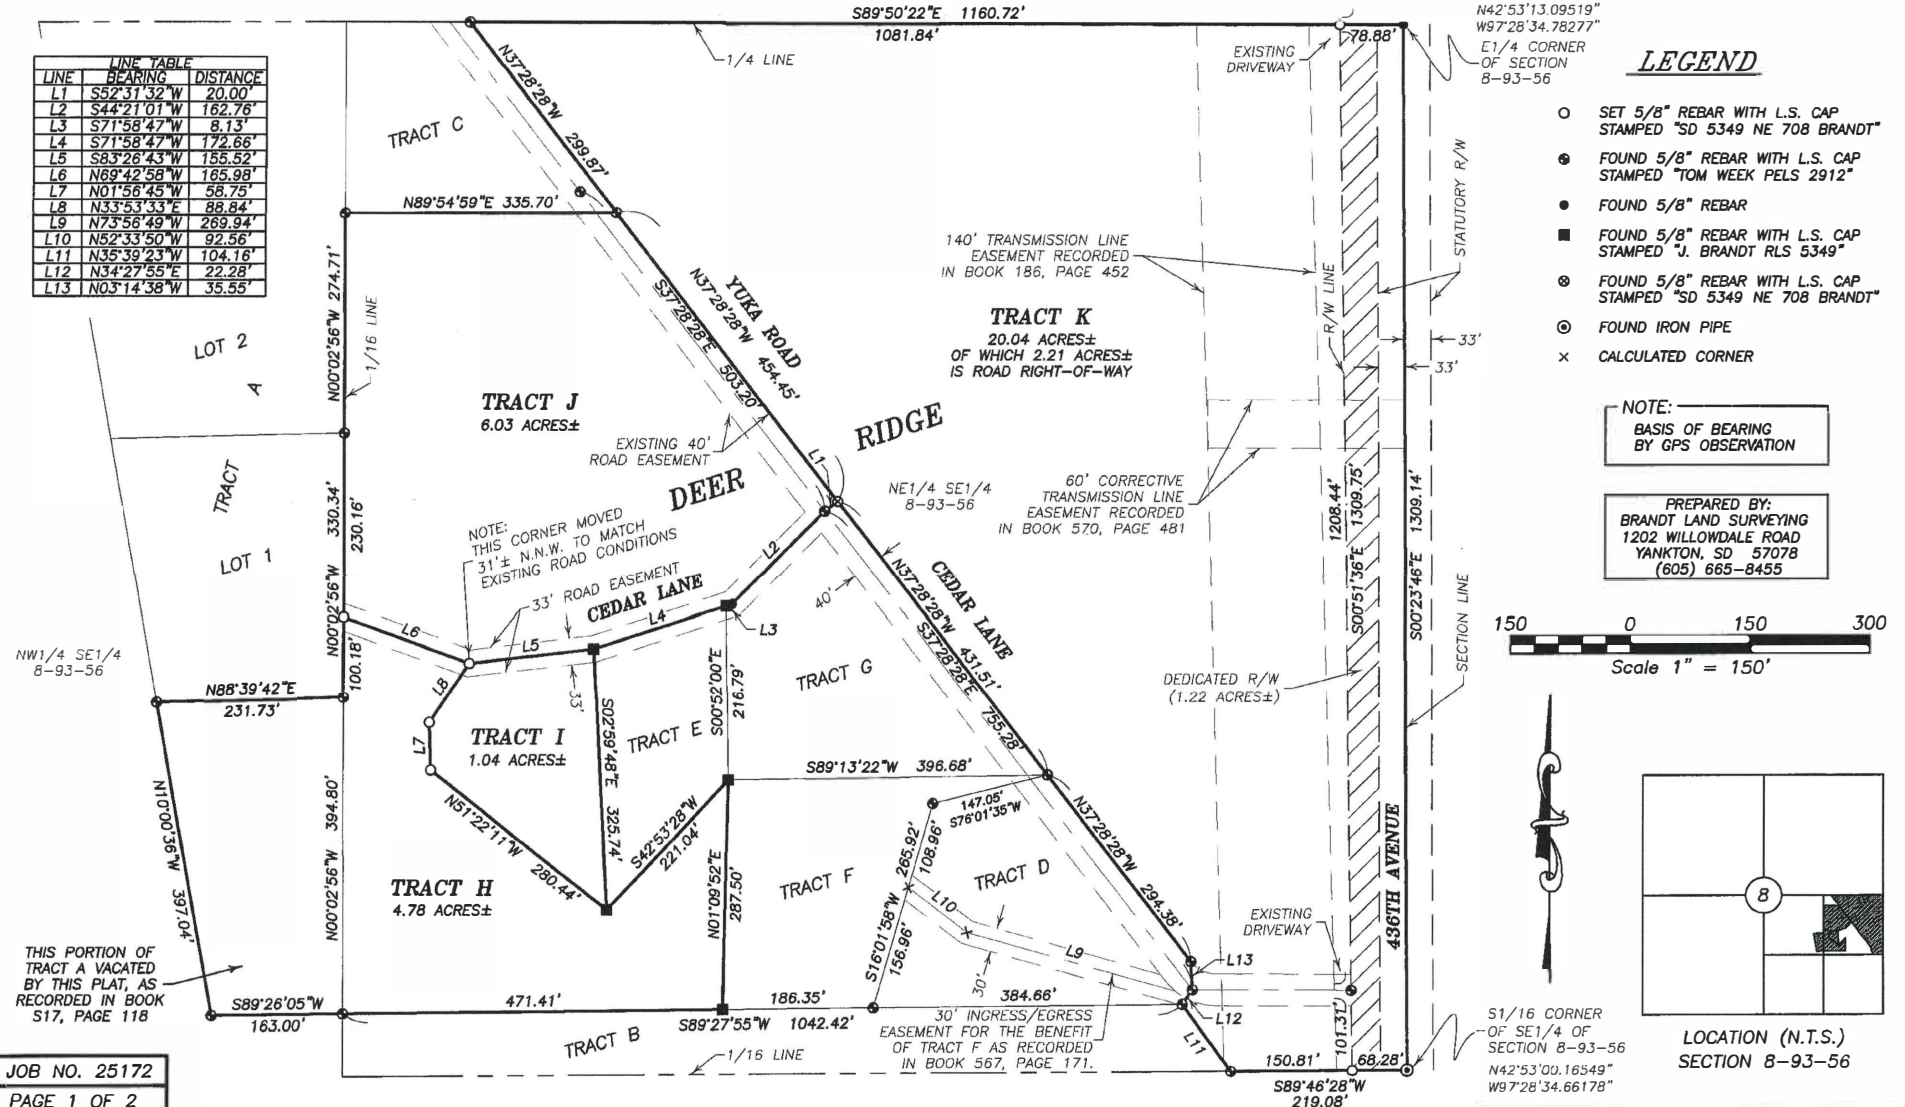 S89°50'22"E 1160.72'
1081.84'
78.88'
1/4 LINE
EXISTING
DRIVEWAY
N42°53'13.09519"
W97°28'34.78277"
E1/4 CORNER
OF SECTION
8-93-56
LINE TABLE
LINE BEARING DISTANCE
L1 S52°31'32"W 20.00'
L2 S44°21'01"W 162.76'
L3 S71°58'47"W 8.13'
L4 S71°58'47"W 172.66'
L5 S83°26'43"W 155.52'
L6 N69°42'58"W 165.98'
L7 N01°56'45"W 58.75'
L8 N33°53'33"E 88.84'
L9 N73°56'49"W 269.94'
L10 N52°33'50"W 92.56'
L11 N35°39'23"W 104.16'
L12 N34°27'55"E 22.28'
L13 N03°14'38"W 35.55'
LEGEND
SET 5/8" REBAR WITH L.S. CAP
STAMPED "SD 5349 NE 708 BRANDT"
FOUND 5/8" REBAR WITH L.S. CAP
STAMPED "TOM WEEK PELS 2912"
FOUND 5/8" REBAR
FOUND 5/8" REBAR WITH L.S. CAP
STAMPED "J. BRANDT RLS 5349"
FOUND 5/8" REBAR WITH L.S. CAP
STAMPED "SD 5349 NE 708 BRANDT"
FOUND IRON PIPE
CALCULATED CORNER
NOTE:
BASIS OF BEARING
BY GPS OBSERVATION
PREPARED BY:
BRANDT LAND SURVEYING
1202 WILLOWDALE ROAD
YANKTON, SD 57078
(605) 665-8455
150 0 150 300
Scale 1" = 150'
TRACT C
N37°28'28"W 299.87'
N89°54'59"E 335.70'
N00°02'56"W 274.71'
1/16 LINE
LOT 2
A
TRACT
LOT 1
TRACT J
6.03 ACRES±
YUKA ROAD
N37°28'28"W 454.45'
S37°28'28"E 503.20'
EXISTING 40'
ROAD EASEMENT
DEER
RIDGE
140' TRANSMISSION LINE
EASEMENT RECORDED
IN BOOK 186, PAGE 452
TRACT K
20.04 ACRES±
OF WHICH 2.21 ACRES±
IS ROAD RIGHT-OF-WAY
R/W LINE
STATUTORY R/W
33'
33'
60' CORRECTIVE
TRANSMISSION LINE
EASEMENT RECORDED
IN BOOK 570, PAGE 481
NE1/4 SE1/4
8-93-56
1208.44'
S00°51'36"E 1309.75'
S00°23'46"E 1309.14'
SECTION LINE
DEDICATED R/W
(1.22 ACRES±)
436TH AVENUE
L1
L2
NOTE:
THIS CORNER MOVED
31'± N.N.W. TO MATCH
EXISTING ROAD CONDITIONS
33' ROAD EASEMENT
CEDAR LANE
L3
L4
L5
L6
33'
40'
N00°02'56"W 330.34'
230.16'
100.18'
NW1/4 SE1/4
8-93-56
N88°39'42"E
231.73'
L8
L7
TRACT I
1.04 ACRES±
S02°59'48"E 325.74'
TRACT E
S00°52'00"E
216.79'
TRACT G
CEDAR LANE
N37°28'28"W 431.51'
S37°28'28"E 755.28'
S89°13'22"W 396.68'
N51°22'11"W 280.44'
S42°53'28"W
221.04'
N10°00'36"W 397.04'
N00°02'56"W 394.80'
TRACT H
4.78 ACRES±
N01°09'52"E
287.50'
TRACT F
147.05'
S76°01'35"W
265.92'
108.96'
S16°01'58"W
156.96'
TRACT D
N37°28'28"W 294.38'
L10
L9
30'
EXISTING
DRIVEWAY
L13
L12
L11
THIS PORTION OF
TRACT A VACATED
BY THIS PLAT, AS
RECORDED IN BOOK
S17, PAGE 118
S89°26'05"W
163.00'
471.41'
186.35'
384.66'
S89°27'55"W 1042.42'
TRACT B
1/16 LINE
30' INGRESS/EGRESS
EASEMENT FOR THE BENEFIT
OF TRACT F AS RECORDED
IN BOOK 567, PAGE 171.
101.31'
150.81'
68.28'
S89°46'28"W
219.08'
S1/16 CORNER
OF SE1/4 OF
SECTION 8-93-56
N42°53'00.16549"
W97°28'34.66178"
8
LOCATION (N.T.S.)
SECTION 8-93-56
JOB NO. 25172
PAGE 1 OF 2